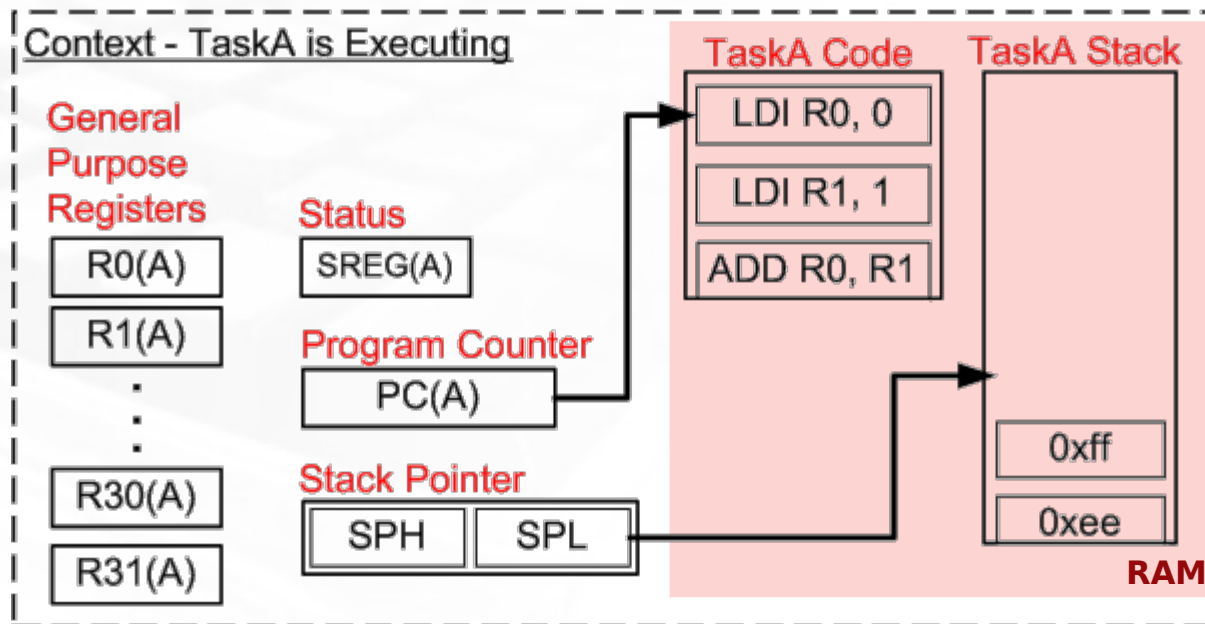 Context - TaskA is Executing
General
Purpose
Registers
R0(A)
R1(A)
R30(A)
R31(A)
Status
SREG(A)
Program Counter
PC(A)
Stack Pointer
SPH
SPL
TaskA Code
LDI R0, 0
LDI R1, 1
ADD R0, R1
TaskA Stack
0xff
0xee
RAM